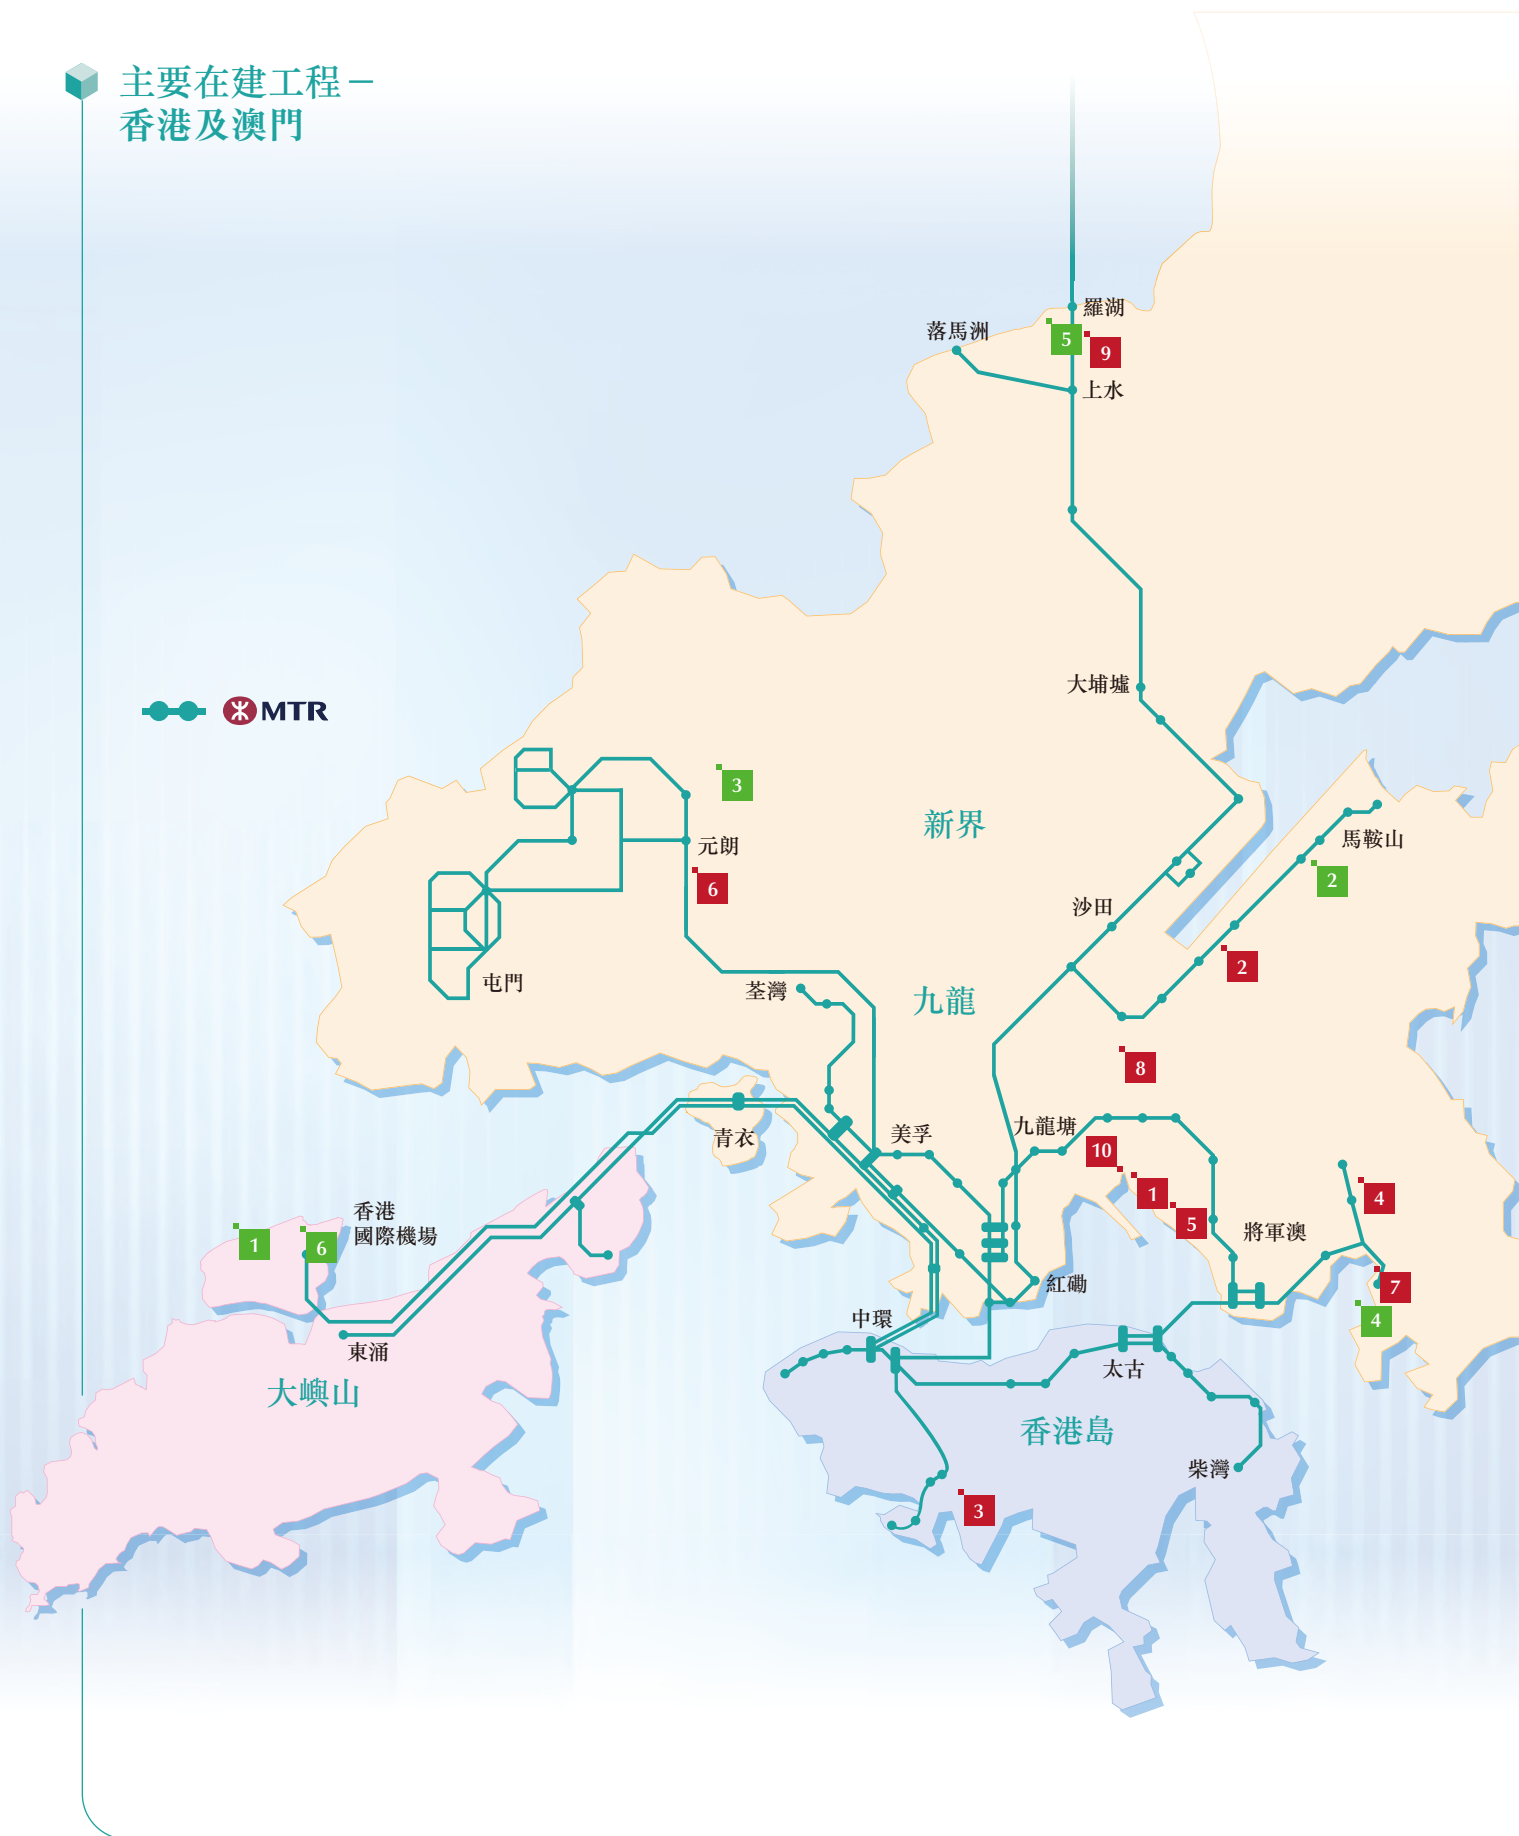 主要在建工程－
香港及澳門
羅湖
落馬洲
5
9
上水
大埔墟
MTR
3
新界
元朗
馬鞍山
6
2
沙田
2
屯門
荃灣
九龍
8
青衣
美孚
九龍塘
10
1
4
5
香港
國際機場
1
6
將軍澳
紅磡
7
中環
4
東涌
太古
大嶼山
香港島
柴灣
3